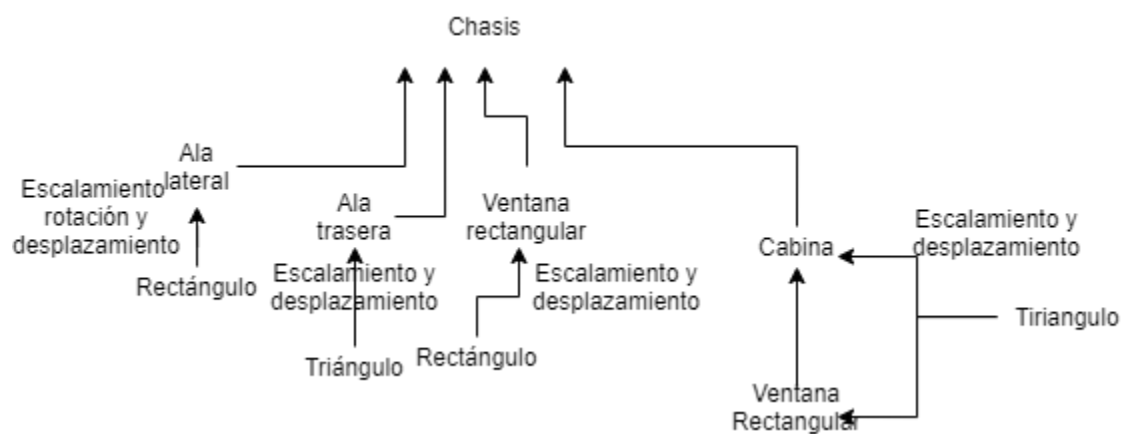 Chasis
Ala
lateral
Escalamiento
rotación y
desplazamiento
Rectángulo
Ala
trasera
Escalamiento y
desplazamiento
Triángulo
Ventana
rectangular
Escalamiento y
desplazamiento
Rectángulo
Cabina
Escalamiento y
desplazamiento
Tiriangulo
Ventana
Rectangular